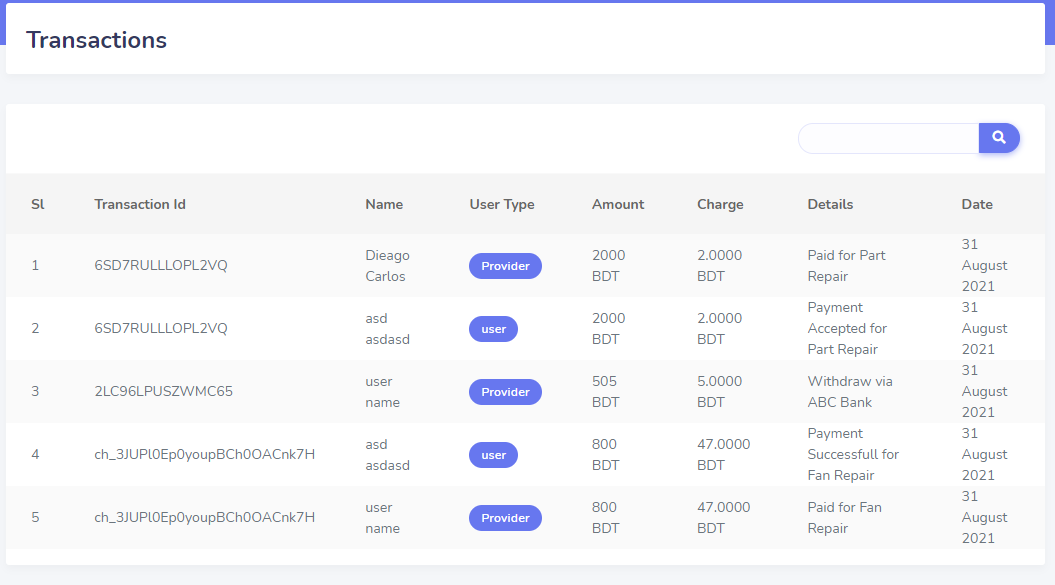 Transactions
Sl Transaction Id Name User Type Amount Charge Details Date
1 6SD7RULLLOPL2VQ Dieago Carlos Provider 2000 BDT 2.0000 BDT Paid for Part Repair 31 August 2021
2 6SD7RULLLOPL2VQ asd asdasd user 2000 BDT 2.0000 BDT Payment Accepted for Part Repair 31 August 2021
3 2LC96LPUSZWMC65 user name Provider 505 BDT 5.0000 BDT Withdraw via ABC Bank 31 August 2021
4 ch_3JUPl0Ep0youpBCh0OACnk7H asd asdasd user 800 BDT 47.0000 BDT Payment Successfull for Fan Repair 31 August 2021
5 ch_3JUPl0Ep0youpBCh0OACnk7H user name Provider 800 BDT 47.0000 BDT Paid for Fan Repair 31 August 2021